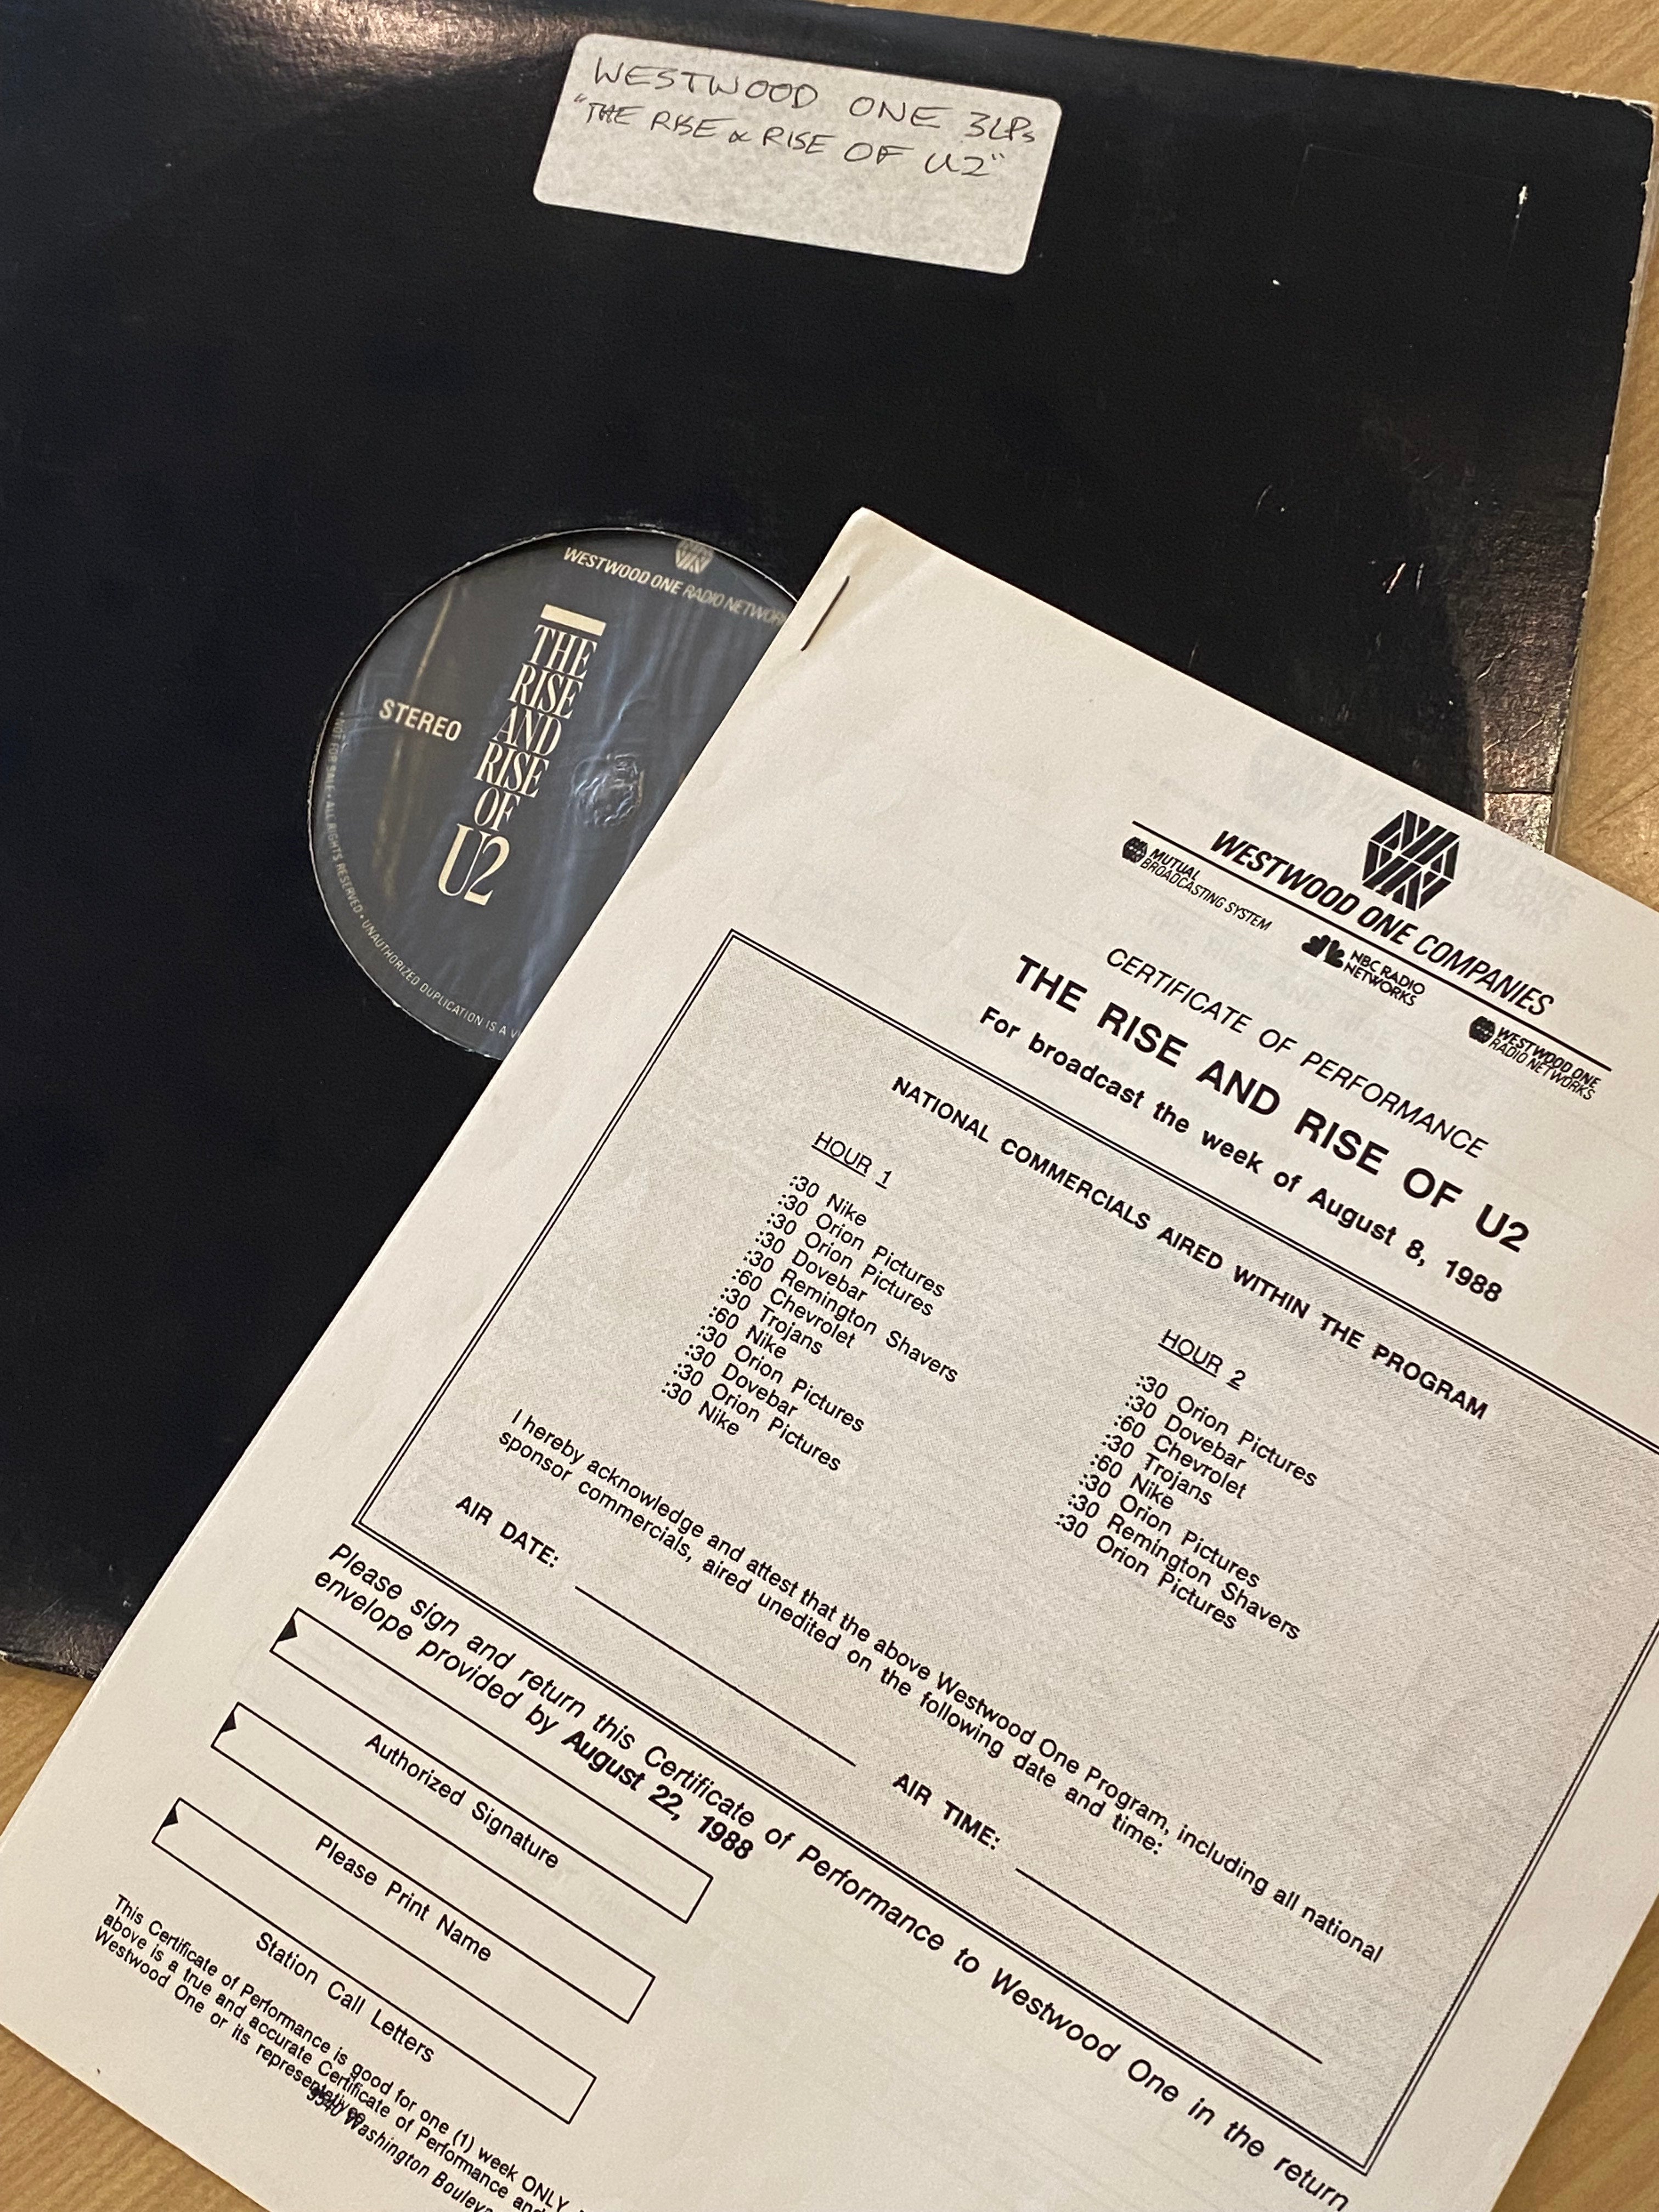 WESTWOOD ONE 3LPs
"THE RISE & RISE OF U2"
WESTWOOD ONE RADIO NETWORK
STEREO
THE
RISE
AND
RISE
OF
U2
NOT FOR SALE • ALL RIGHTS RESERVED • UNAUTHORIZED DUPLICATION IS A
WESTWOOD ONE COMPANIES
MUTUAL
BROADCASTING SYSTEM
NBC RADIO
NETWORKS
WESTWOOD ONE
RADIO NETWORKS
CERTIFICATE OF PERFORMANCE
THE RISE AND RISE OF U2
For broadcast the week of August 8, 1988
NATIONAL COMMERCIALS AIRED WITHIN THE PROGRAM
HOUR 1
:30 Nike
:30 Orion Pictures
:30 Orion Pictures
:30 Dovebar
:30 Remington Shavers
:60 Chevrolet
:30 Trojans
:60 Nike
:30 Orion Pictures
:30 Dovebar
:30 Orion Pictures
:30 Nike
HOUR 2
:30 Orion Pictures
:30 Dovebar
:60 Chevrolet
:30 Trojans
:60 Nike
:30 Orion Pictures
:30 Remington Shavers
:30 Orion Pictures
I hereby acknowledge and attest that the above Westwood One Program, including all national
sponsor commercials, aired unedited on the following date and time:
AIR DATE:
AIR TIME:
Please sign and return this Certificate of Performance to Westwood One in the return
envelope provided by August 22, 1988
Authorized Signature
Please Print Name
Station Call Letters
This Certificate of Performance is good for one (1) week ONLY
above is a true and accurate Certificate of Performance and
Westwood One or its representatives.
9540 Washington